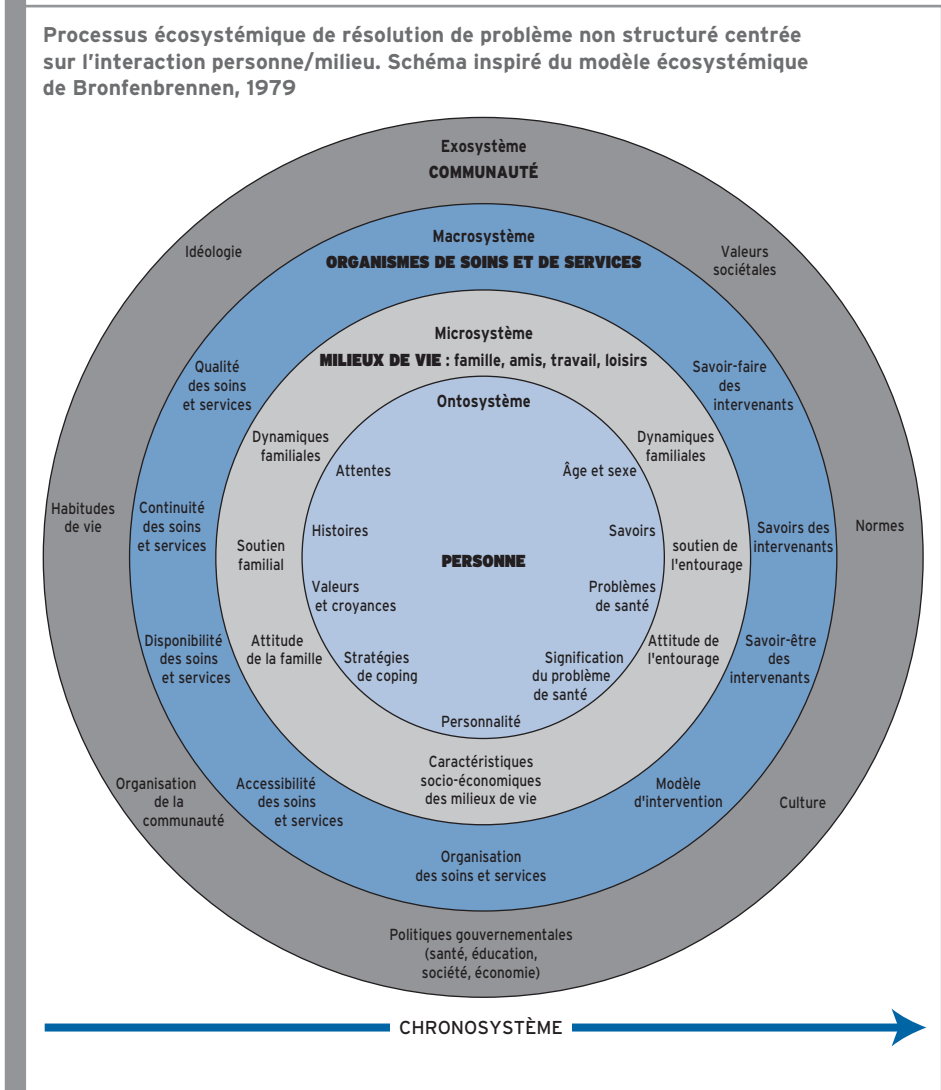 Processus écosystémique de résolution de problème non structuré centrée
sur l'interaction personne/milieu. Schéma inspiré du modèle écosystémique
de Bronfenbrennen, 1979
Exosystème
COMMUNAUTÉ
Idéologie
Valeurs
sociétales
Habitudes
de vie
Normes
Organisation
de la
communauté
Culture
Politiques gouvernementales
(santé, éducation,
société, économie)
Macrosystème
ORGANISMES DE SOINS ET DE SERVICES
Qualité
des soins
et services
Savoir-faire
des
intervenants
Continuité
des soins
et services
Savoirs des
intervenants
Disponibilité
des soins
et services
Savoir-être
des
intervenants
Accessibilité
des soins
et services
Modèle
d'intervention
Organisation
des soins et services
Microsystème
MILIEUX DE VIE : famille, amis, travail, loisirs
Dynamiques
familiales
Dynamiques
familiales
Soutien
familial
soutien de
l'entourage
Attitude
de la famille
Attitude de
l'entourage
Caractéristiques
socio-économiques
des milieux de vie
Ontosystème
Attentes
Âge et sexe
Histoires
Savoirs
PERSONNE
Valeurs
et croyances
Problèmes
de santé
Stratégies
de coping
Signification
du problème
de santé
Personnalité
CHRONOSYSTÈME